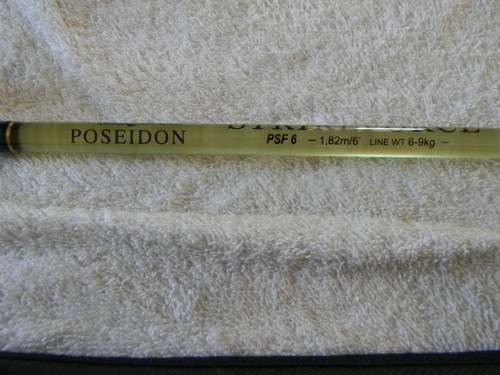 POSEIDON
PSF 6 – 1,82m/6' LINE WT 6-9kg –